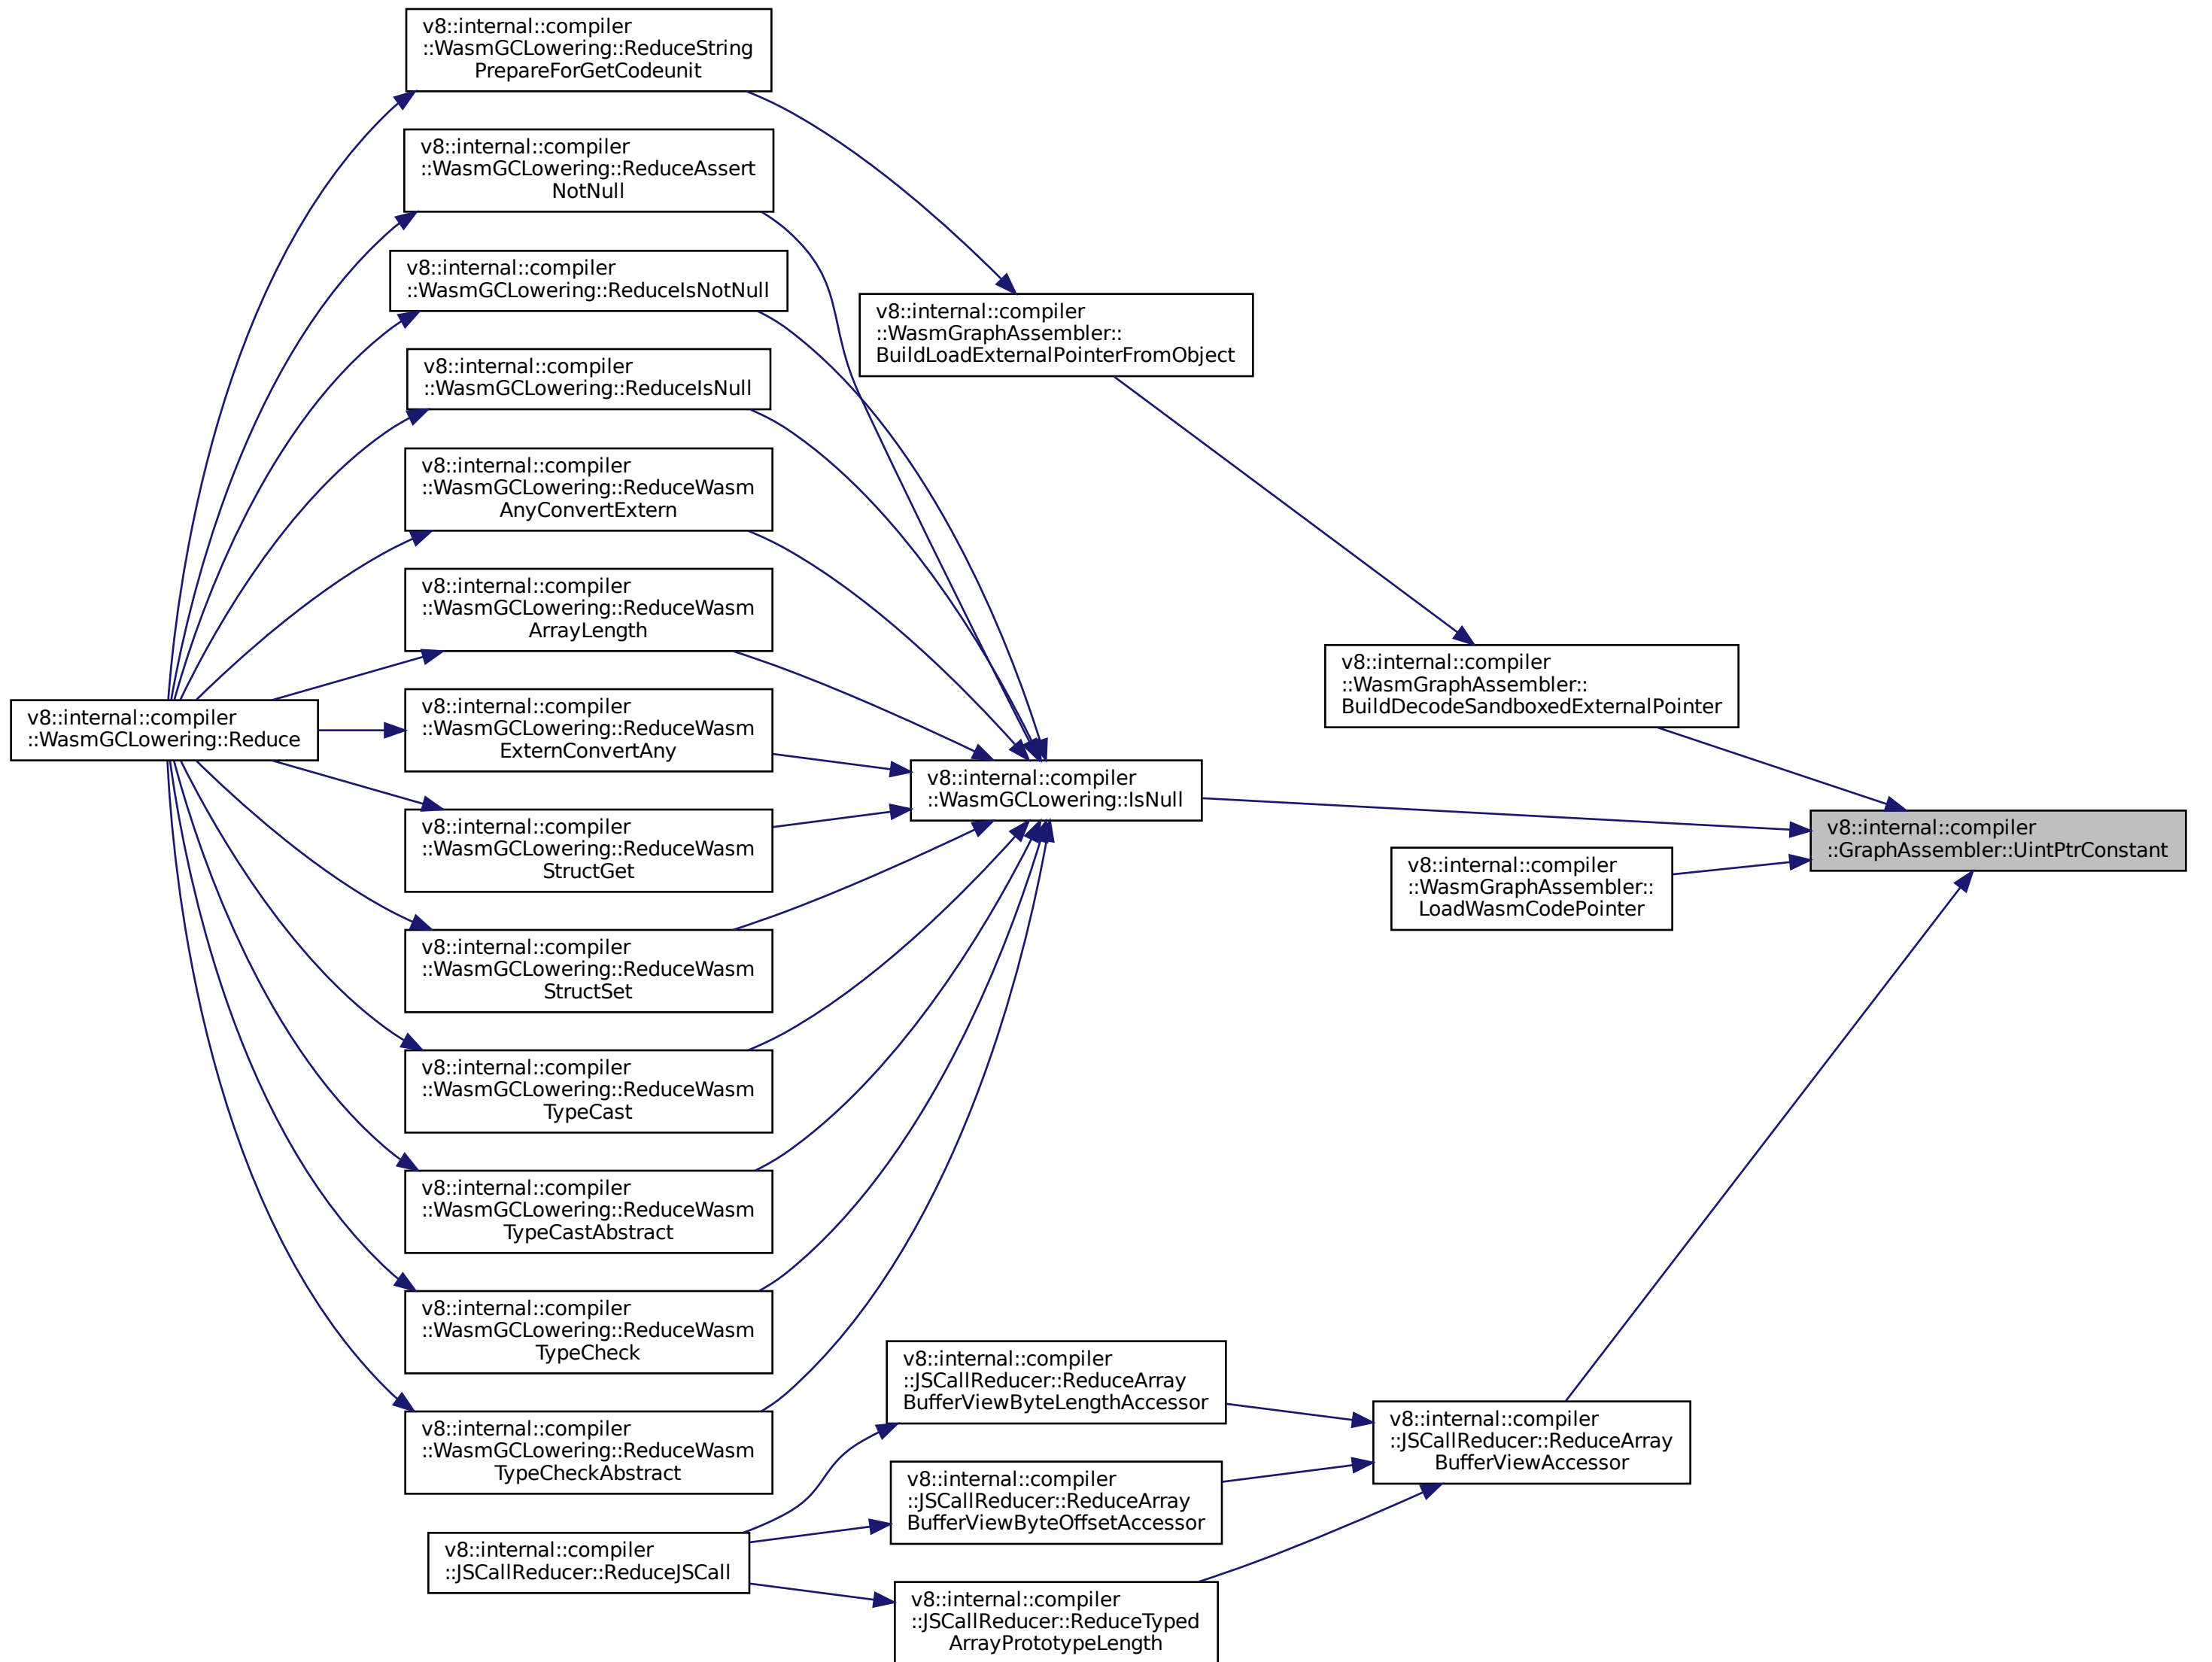 v8::internal::compiler
::WasmGCLowering::ReduceString
PrepareForGetCodeunit
v8::internal::compiler
::WasmGCLowering::ReduceAssert
NotNull
v8::internal::compiler
::WasmGCLowering::ReduceIsNotNull
v8::internal::compiler
::WasmGraphAssembler::
BuildLoadExternalPointerFromObject
v8::internal::compiler
::WasmGCLowering::ReduceIsNull
v8::internal::compiler
::WasmGCLowering::ReduceWasm
AnyConvertExtern
v8::internal::compiler
::WasmGCLowering::ReduceWasm
ArrayLength
v8::internal::compiler
::WasmGraphAssembler::
BuildDecodeSandboxedExternalPointer
v8::internal::compiler
::WasmGCLowering::Reduce
v8::internal::compiler
::WasmGCLowering::ReduceWasm
ExternConvertAny
v8::internal::compiler
::WasmGCLowering::IsNull
v8::internal::compiler
::GraphAssembler::UintPtrConstant
v8::internal::compiler
::WasmGCLowering::ReduceWasm
StructGet
v8::internal::compiler
::WasmGraphAssembler::
LoadWasmCodePointer
v8::internal::compiler
::WasmGCLowering::ReduceWasm
StructSet
v8::internal::compiler
::WasmGCLowering::ReduceWasm
TypeCast
v8::internal::compiler
::WasmGCLowering::ReduceWasm
TypeCastAbstract
v8::internal::compiler
::WasmGCLowering::ReduceWasm
TypeCheck
v8::internal::compiler
::JSCallReducer::ReduceArray
BufferViewByteLengthAccessor
v8::internal::compiler
::WasmGCLowering::ReduceWasm
TypeCheckAbstract
v8::internal::compiler
::JSCallReducer::ReduceArray
BufferViewAccessor
v8::internal::compiler
::JSCallReducer::ReduceArray
BufferViewByteOffsetAccessor
v8::internal::compiler
::JSCallReducer::ReduceJSCall
v8::internal::compiler
::JSCallReducer::ReduceTyped
ArrayPrototypeLength